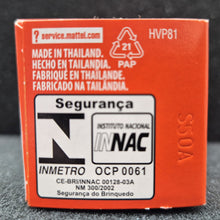 ? service.mattel.com
HVP81
MADE IN THAILAND.
HECHO EN TAILANDIA.
FABRIQUÉ EN THAÏLANDE.
FABRICADO NA TAILÂNDIA
21
PAP
Segurança
N
INMETRO
INSTITUTO NACIONAL
INNAC
OCP 0061
CE-BRI/INNAC 00128-03A
NM 300/2002
Segurança do Brinquedo
S50A